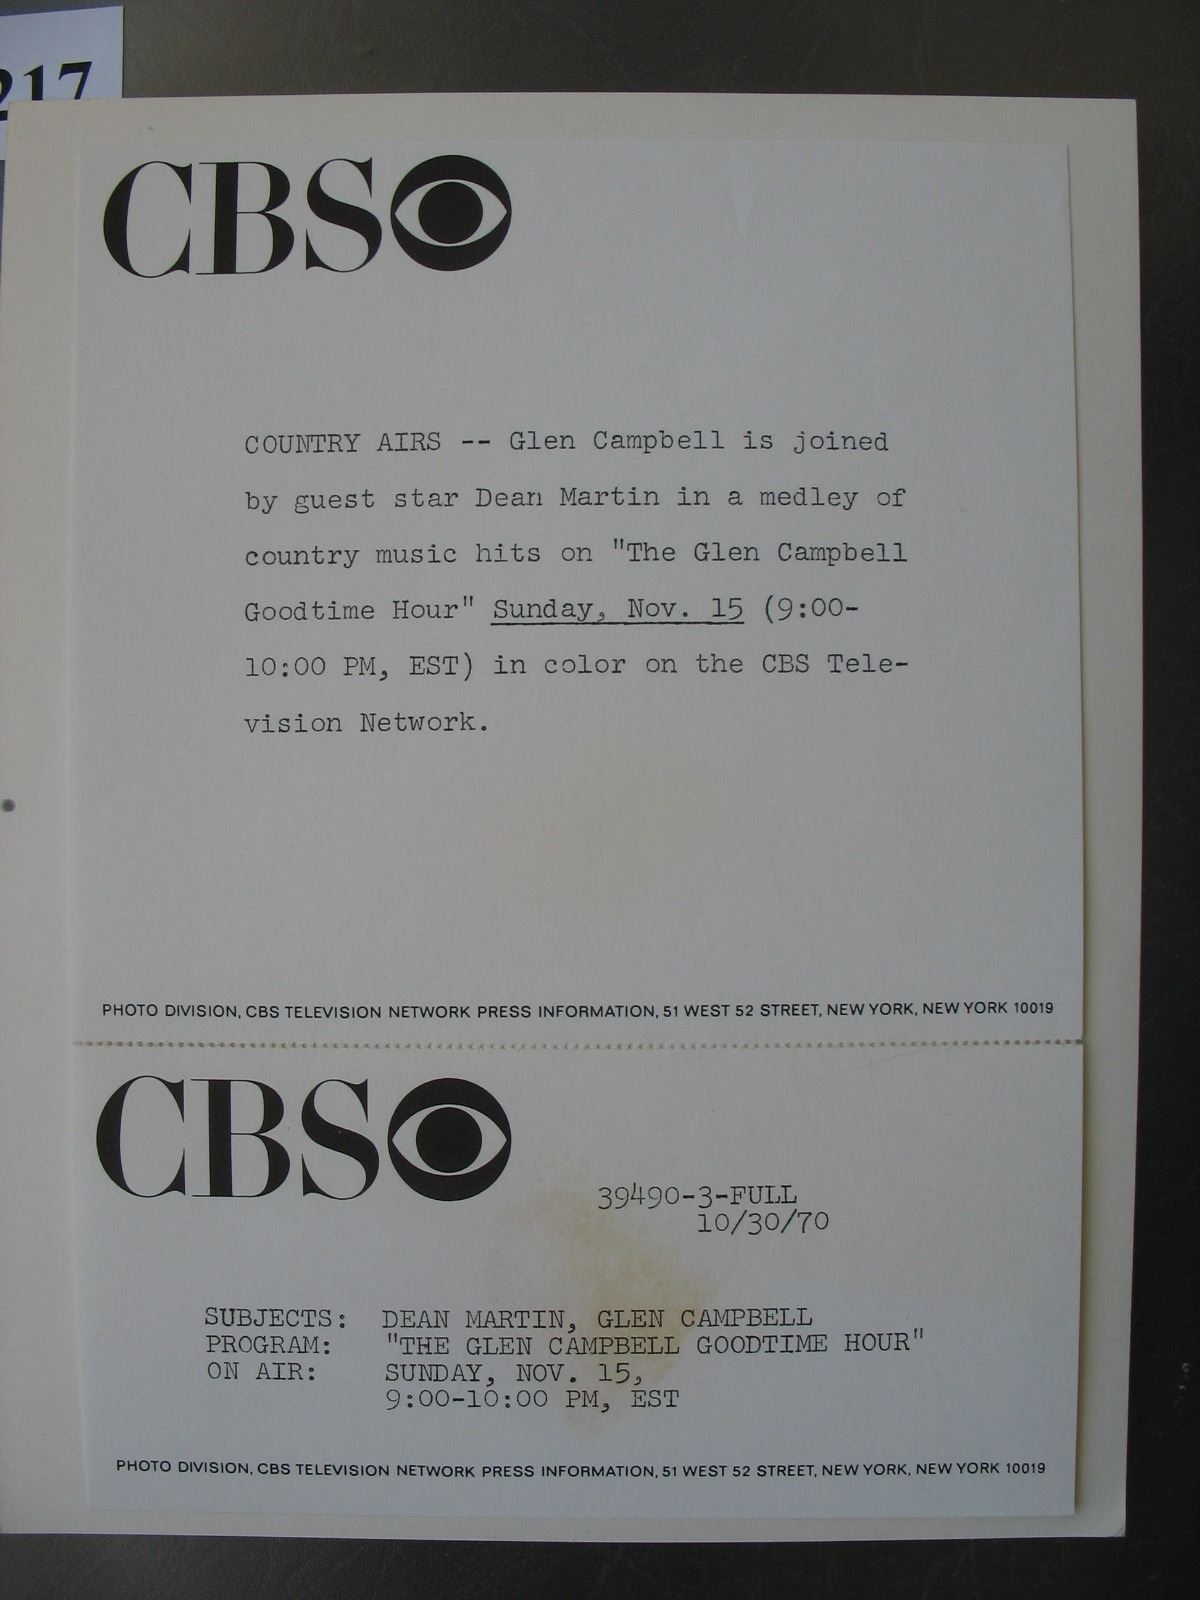 217
CBS
COUNTRY AIRS -- Glen Campbell is joined
by guest star Dean Martin in a medley of
country music hits on "The Glen Campbell
Goodtime Hour" Sunday, Nov. 15 (9:00-
10:00 PM, EST) in color on the CBS Tele-
vision Network.
PHOTO DIVISION, CBS TELEVISION NETWORK PRESS INFORMATION, 51 WEST 52 STREET, NEW YORK, NEW YORK 10019
CBS
39490-3-FULL
10/30/70
SUBJECTS: DEAN MARTIN, GLEN CAMPBELL
PROGRAM: "THE GLEN CAMPBELL GOODTIME HOUR"
ON AIR: SUNDAY, NOV. 15,
9:00-10:00 PM, EST
PHOTO DIVISION, CBS TELEVISION NETWORK PRESS INFORMATION, 51 WEST 52 STREET, NEW YORK, NEW YORK 10019